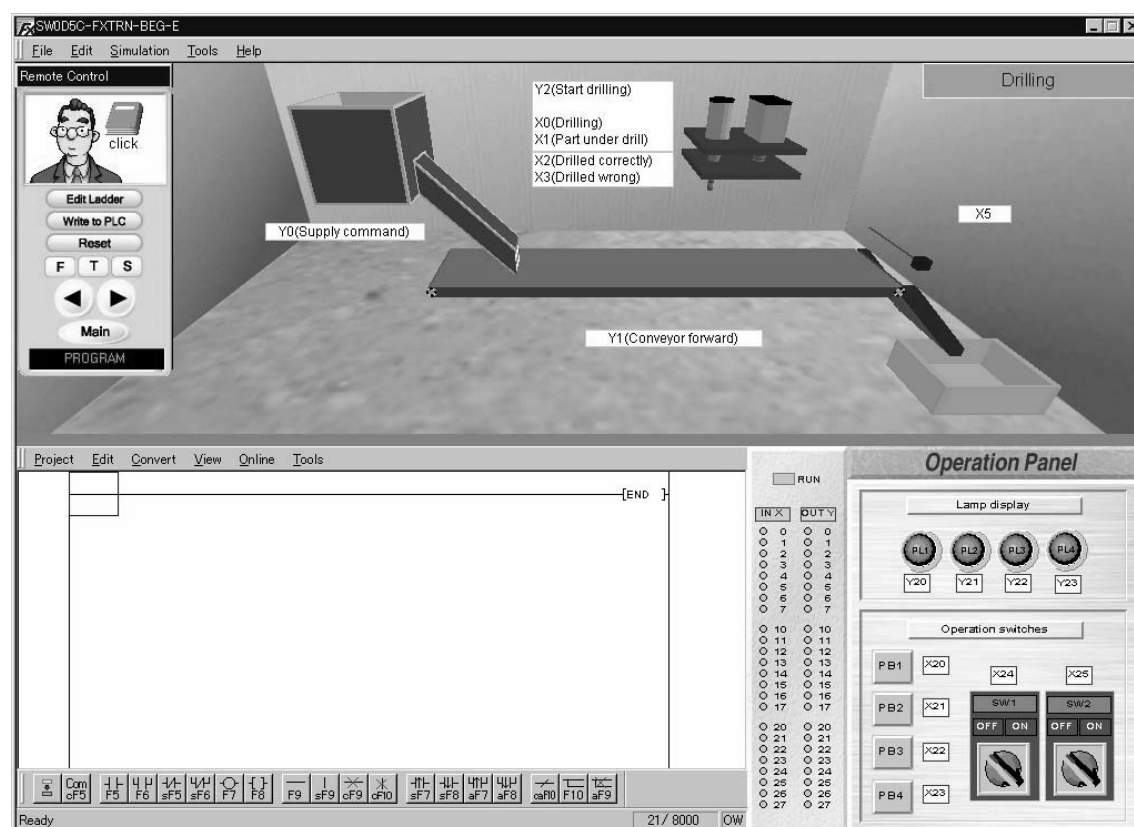 SW0D5C-FXTRN-BEG-E
File Edit Simulation Tools Help
Remote Control
click
Edit Ladder
Write to PLC
Reset
F T S
Main
PROGRAM
Drilling
Y2(Start drilling)
X0(Drilling)
X1(Part under drill)
X2(Drilled correctly)
X3(Drilled wrong)
X5
Y0(Supply command)
Y1(Conveyor forward)
Project Edit Convert View Online Tools
[END ]
RUN
IN X OUT Y
0 0
1 1
2 2
3 3
4 4
5 5
6 6
7 7
10 10
11 11
12 12
13 13
14 14
15 15
16 16
17 17
20 20
21 21
22 22
23 23
24 24
25 25
26 26
27 27
Operation Panel
Lamp display
PL1 PL2 PL3 PL4
Y20 Y21 Y22 Y23
Operation switches
PB1 X20
PB2 X21
PB3 X22
PB4 X23
X24 X25
SW1 SW2
OFF ON OFF ON
Com
cF5 F5 F6 sF5 sF6 F7 F8 F9 sF9 cF9 cF10 sF7 sF8 aF7 aF8 caF10 F10 aF9
Ready 21/ 8000 OW